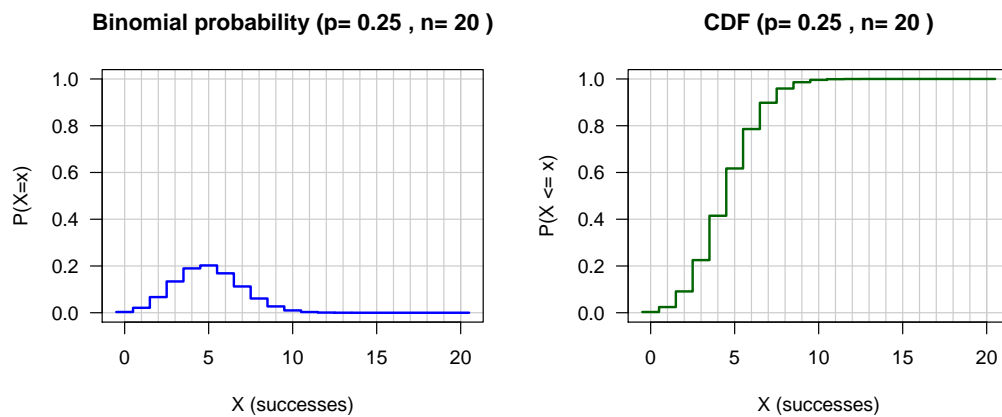 Binomial probability (p= 0.25 , n= 20 )
P(X=x)
1.0
0.8
0.6
0.4
0.2
0.0
0 5 10 15 20
X (successes)
CDF (p= 0.25 , n= 20 )
P(X <= x)
1.0
0.8
0.6
0.4
0.2
0.0
0 5 10 15 20
X (successes)